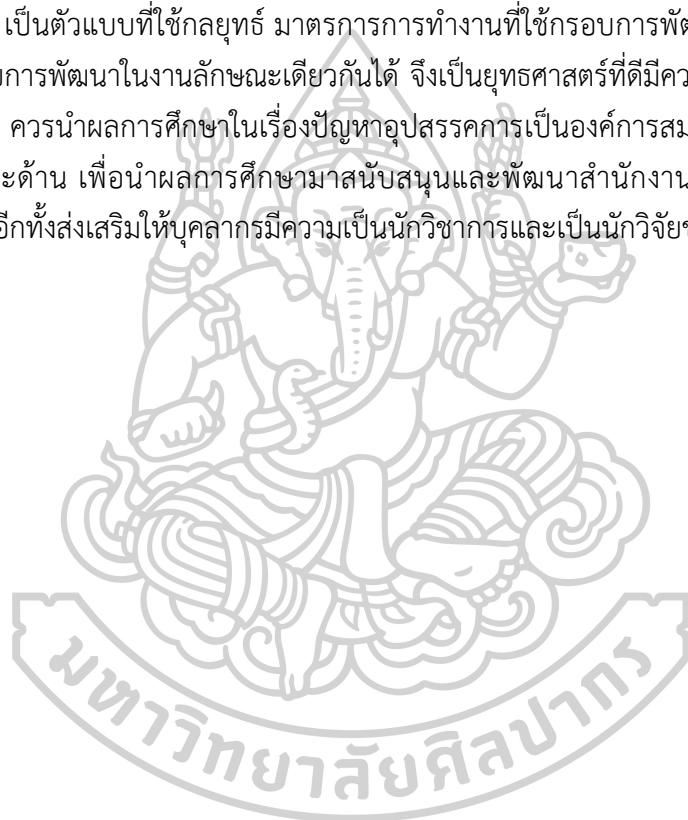 เป็นตัวแบบที่ใช้กลยุทธ์ มาตรการการทำงานที่ใช้กรอบการพัต
การพัฒนาในงานลักษณะเดียวกันได้ จึงเป็นยุทธศาสตร์ที่ดีมีคว
ควรนำผลการศึกษาในเรื่องปัญหาอุปสรรคการเป็นองค์การสม
ะด้าน เพื่อนำผลการศึกษามาสนับสนุนและพัฒนาสำนักงาน
อีกทั้งส่งเสริมให้บุคลากรมีความเป็นนักวิชาการและเป็นนักวิจัย
มหาวิทยาลัยศิลปากร